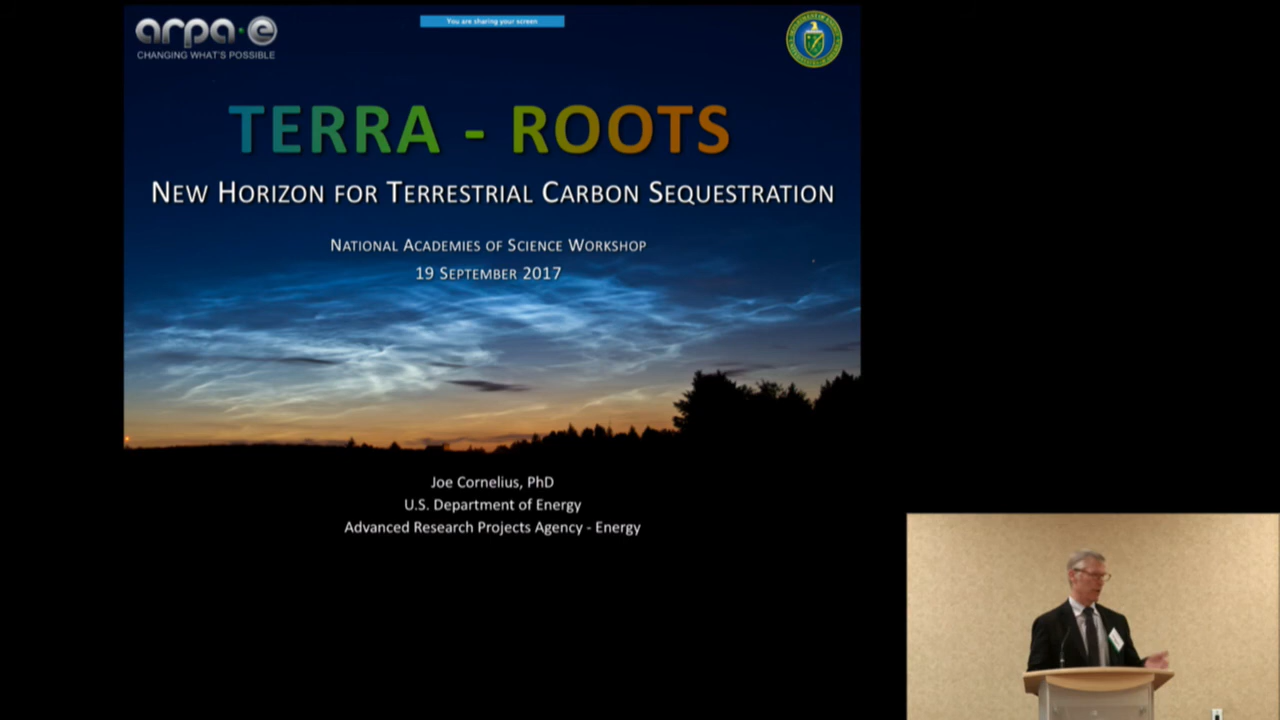 arpa·e
CHANGING WHAT'S POSSIBLE
You are sharing your screen
TERRA - ROOTS
NEW HORIZON FOR TERRESTRIAL CARBON SEQUESTRATION
NATIONAL ACADEMIES OF SCIENCE WORKSHOP
19 SEPTEMBER 2017
Joe Cornelius, PhD
U.S. Department of Energy
Advanced Research Projects Agency - Energy